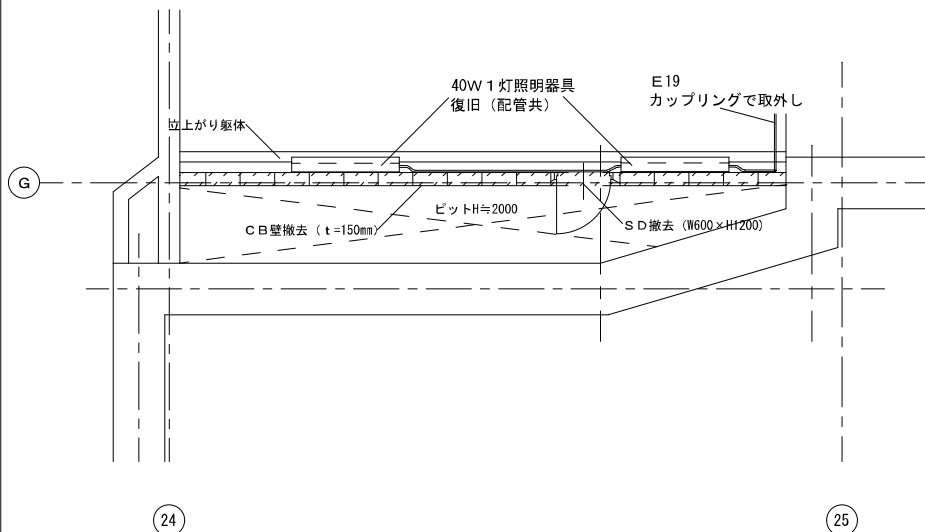 40W１灯照明器具
復旧（配管共）
E19
カップリングで取外し
立上がり躯体
G
ピットH≒2000
CB壁撤去（t=150mm）
SD撤去（W600×H1200）
24
25